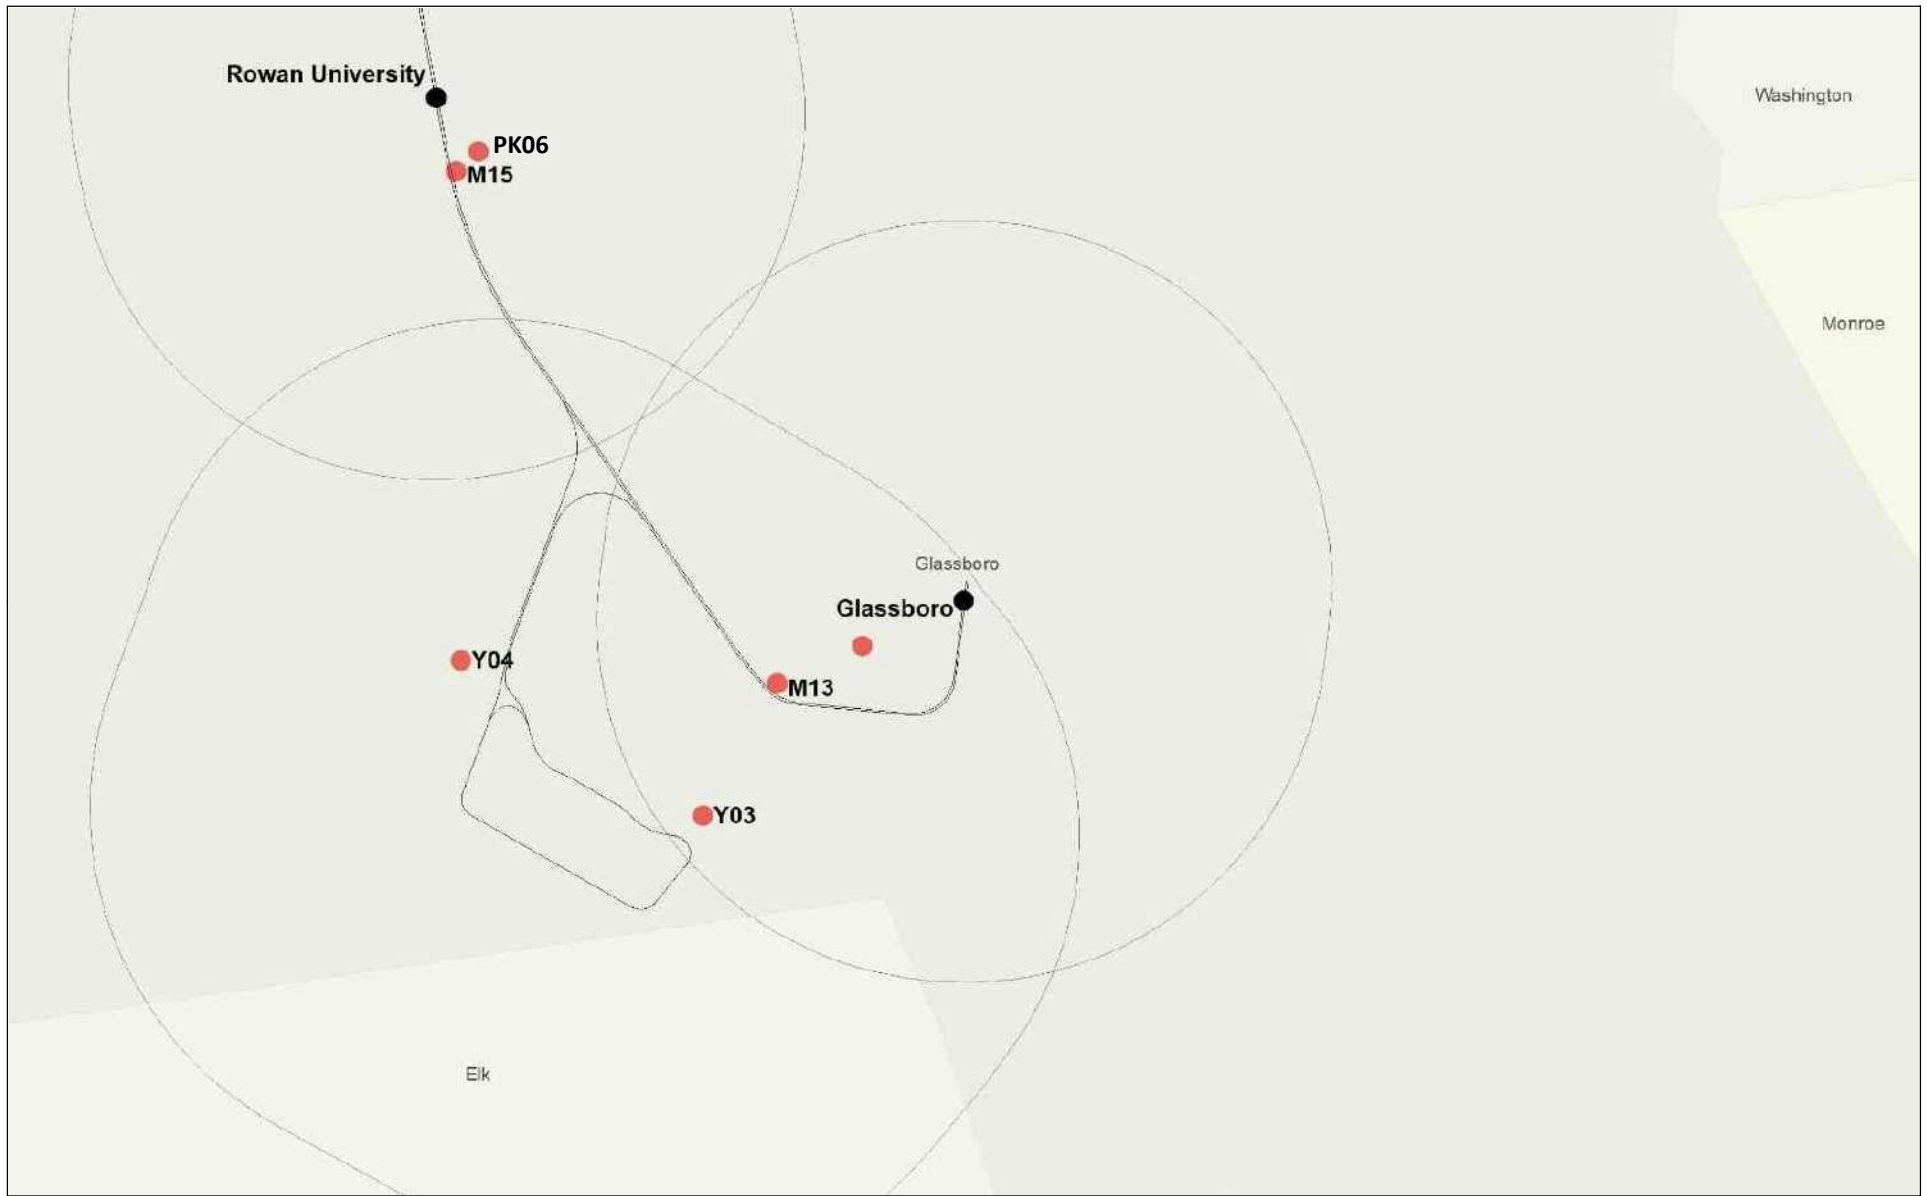 Rowan University
Washington
PK06
M15
Monroe
Glassboro
Glassboro
Y04
M13
Y03
Elk